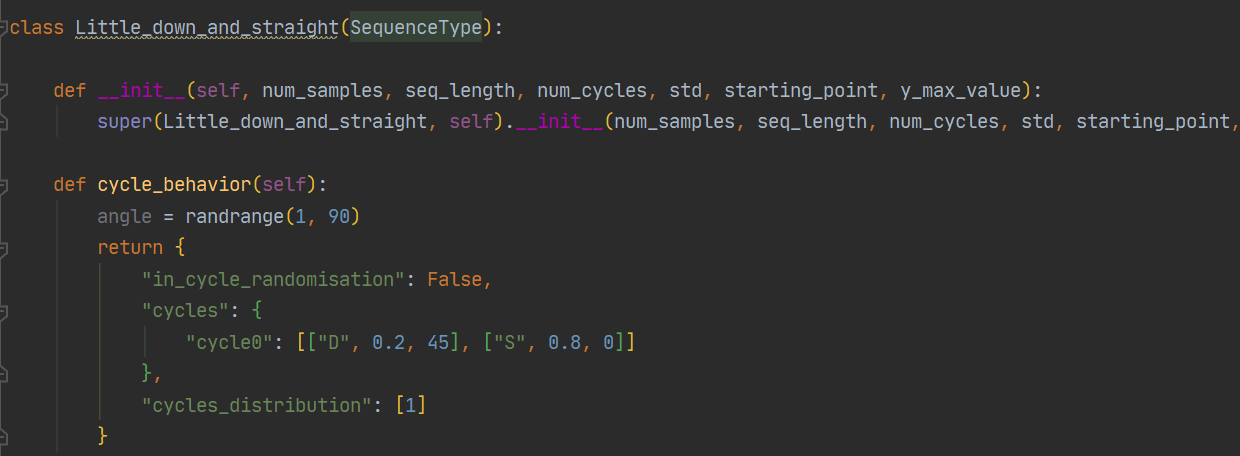 class Little_down_and_straight(SequenceType):
def __init__(self, num_samples, seq_length, num_cycles, std, starting_point, y_max_value):
super(Little_down_and_straight, self).__init__(num_samples, seq_length, num_cycles, std, starting_point,
def cycle_behavior(self):
angle = randrange(1, 90)
return {
"in_cycle_randomisation": False,
"cycles": {
"cycle0": [["D", 0.2, 45], ["S", 0.8, 0]]
},
"cycles_distribution": [1]
}